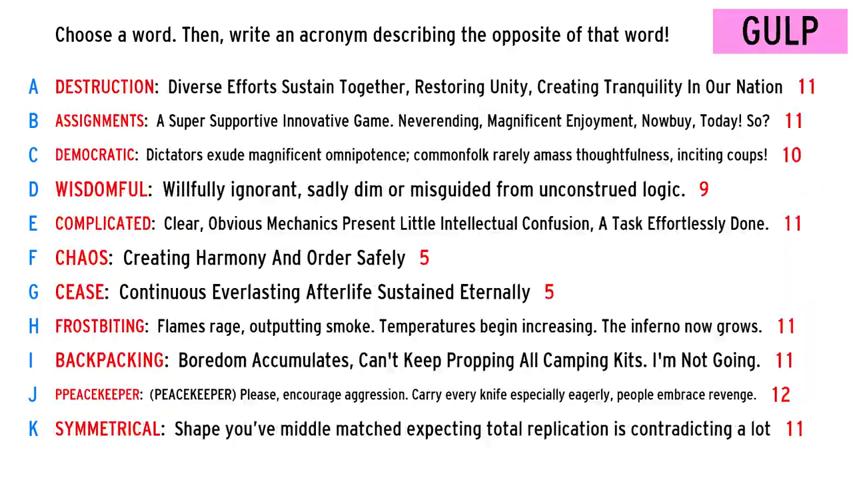 Choose a word. Then, write an acronym describing the opposite of that word!
GULP
A DESTRUCTION: Diverse Efforts Sustain Together, Restoring Unity, Creating Tranquility In Our Nation 11
B ASSIGNMENTS: A Super Supportive Innovative Game. Neverending, Magnificent Enjoyment, Nowbuy, Today! So? 11
C DEMOCRATIC: Dictators exude magnificent omnipotence; commonfolk rarely amass thoughtfulness, inciting coups! 10
D WISDOMFUL: Willfully ignorant, sadly dim or misguided from unconstrued logic. 9
E COMPLICATED: Clear, Obvious Mechanics Present Little Intellectual Confusion, A Task Effortlessly Done. 11
F CHAOS: Creating Harmony And Order Safely 5
G CEASE: Continuous Everlasting Afterlife Sustained Eternally 5
H FROSTBITING: Flames rage, outputting smoke. Temperatures begin increasing. The inferno now grows. 11
I BACKPACKING: Boredom Accumulates, Can't Keep Propping All Camping Kits. I'm Not Going. 11
J PPEACEKEEPER: (PEACEKEEPER) Please, encourage aggression. Carry every knife especially eagerly, people embrace revenge. 12
K SYMMETRICAL: Shape you've middle matched expecting total replication is contradicting a lot 11